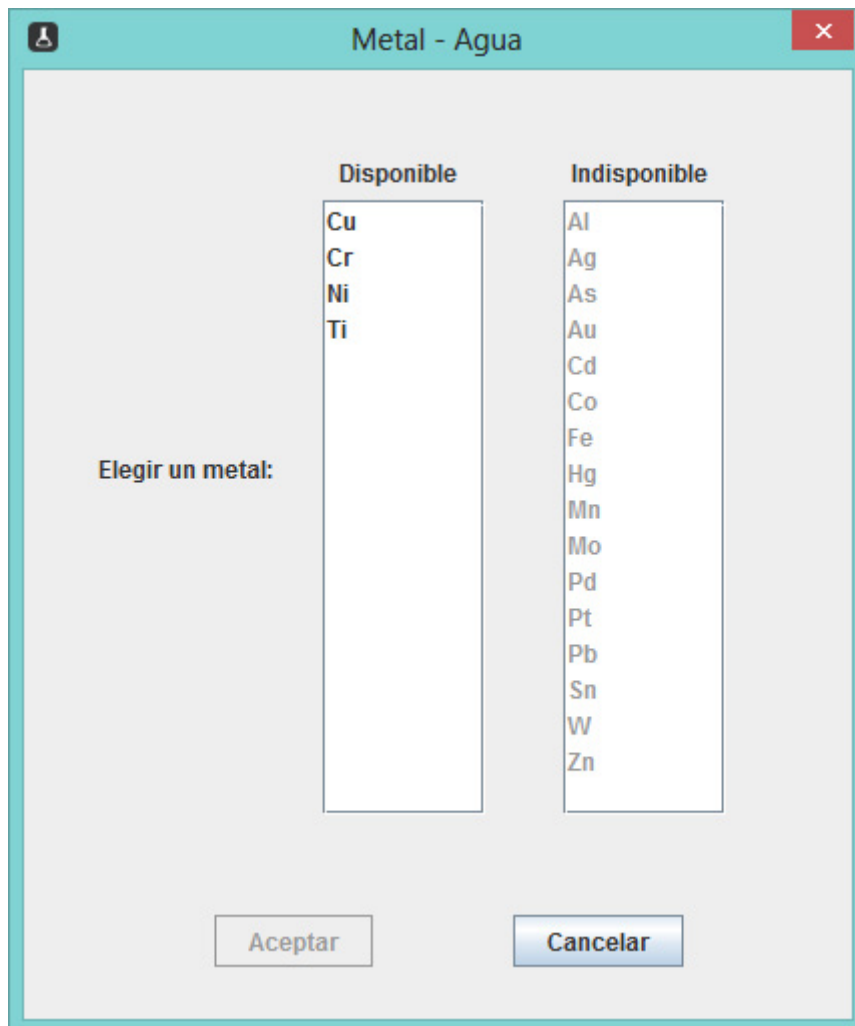 Metal - Agua
Disponible
Indisponible
Elegir un metal:
Cu
Cr
Ni
Ti
Al
Ag
As
Au
Cd
Co
Fe
Hg
Mn
Mo
Pd
Pt
Pb
Sn
W
Zn
Aceptar
Cancelar